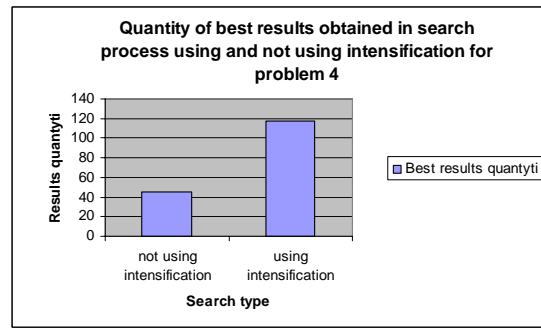 Quantity of best results obtained in search
process using and not using intensification for
problem 4
Results quantyti
140
120
100
80
60
40
20
0
not using
intensification
using
intensification
Search type
Best results quantyti